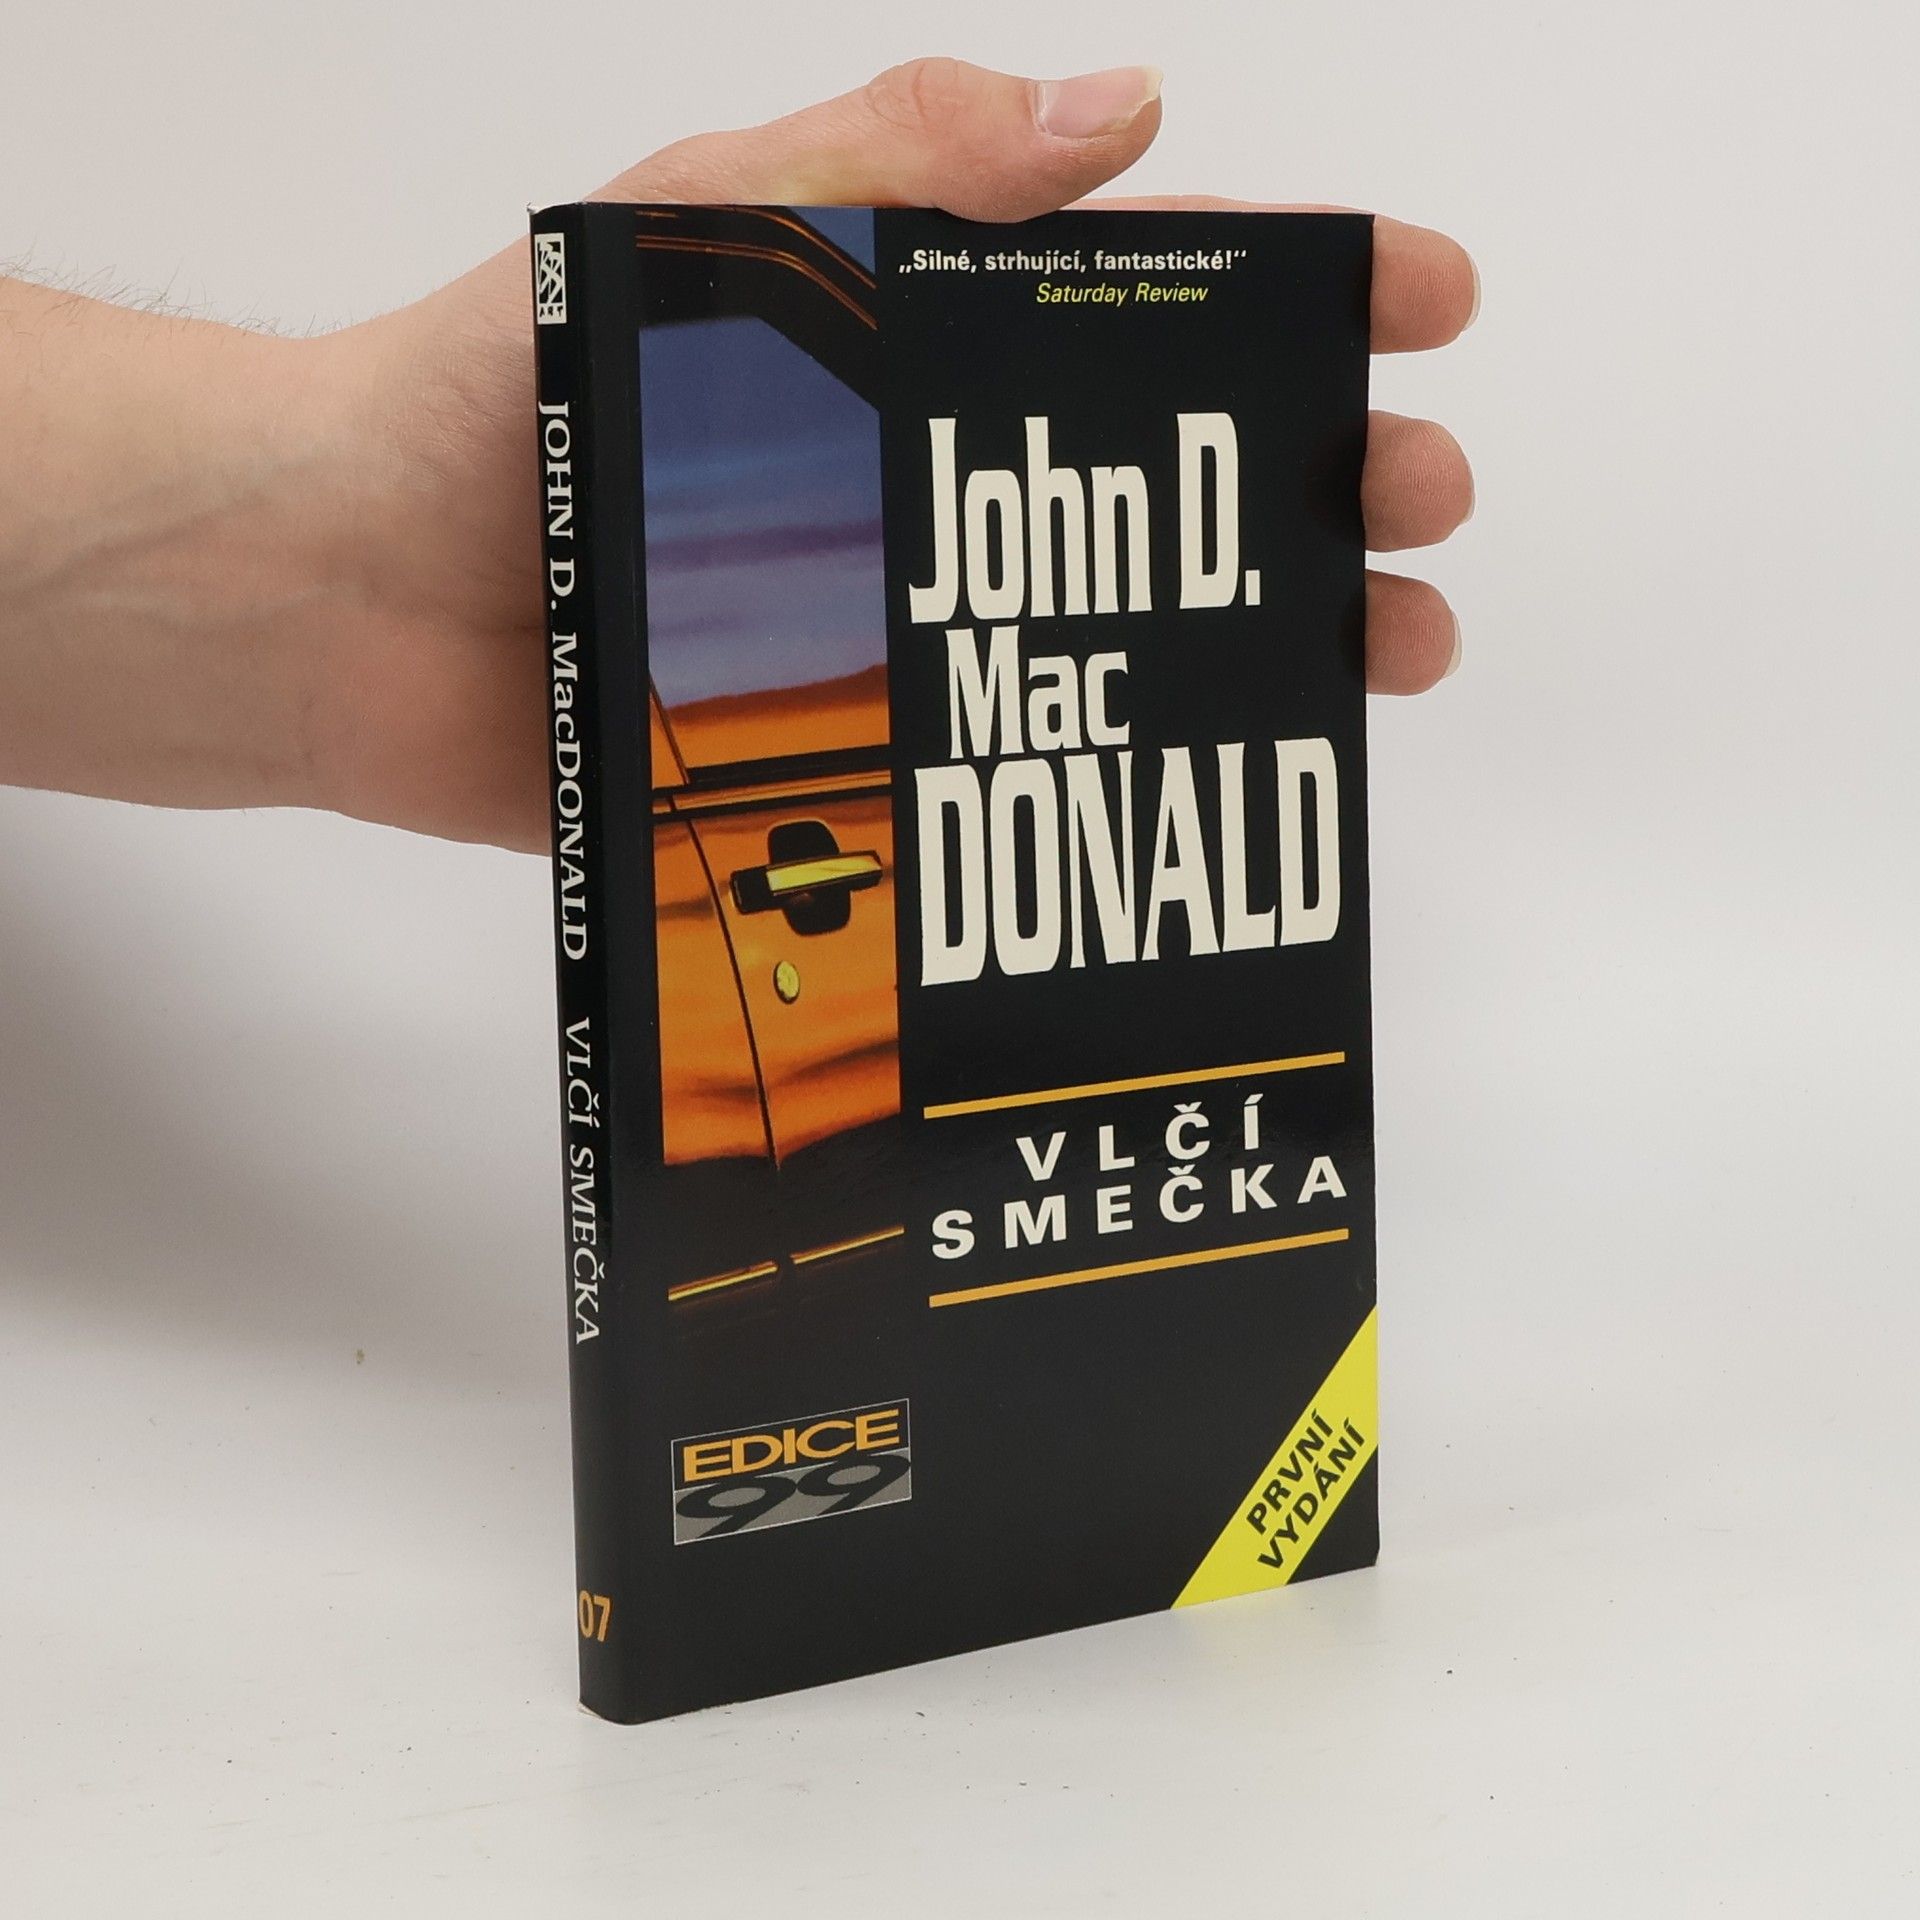 „Silné, strhující, fantastické!"
Saturday Review
John D.
Mac
DONALD
VLČÍ
SMEČKA
EDICE
99
PRVNÍ
VYDÁNÍ
ART
JOHN D. MacDONALD VLČÍ SMEČKA
07